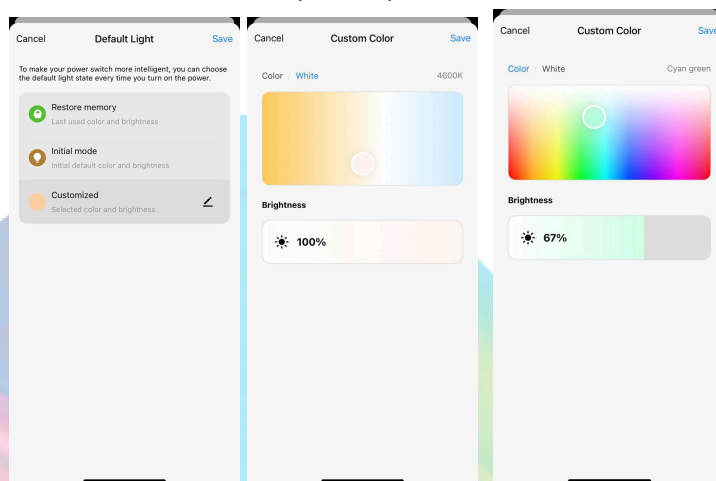 Cancel Default Light Save
To make your power switch more intelligent, you can choose
the default light state every time you turn on the power.
Restore memory
Last used color and brightness
Initial mode
Initial default color and brightness
Customized
Selected color and brightness
Cancel Custom Color Save
Color White 4600K
Brightness
100%
Cancel Custom Color Save
Color White Cyan green
Brightness
67%